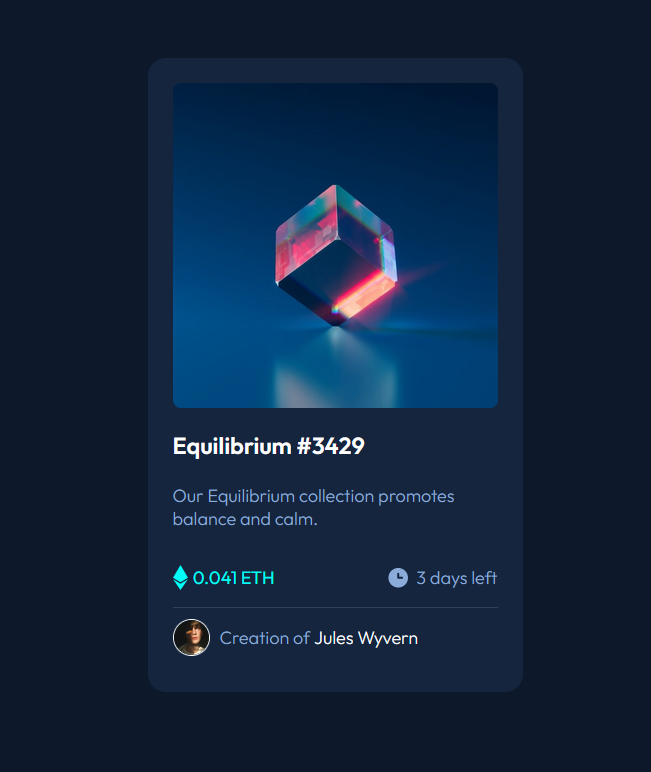 Equilibrium #3429
Our Equilibrium collection promotes
balance and calm.
0.041 ETH
3 days left
Creation of Jules Wyvern